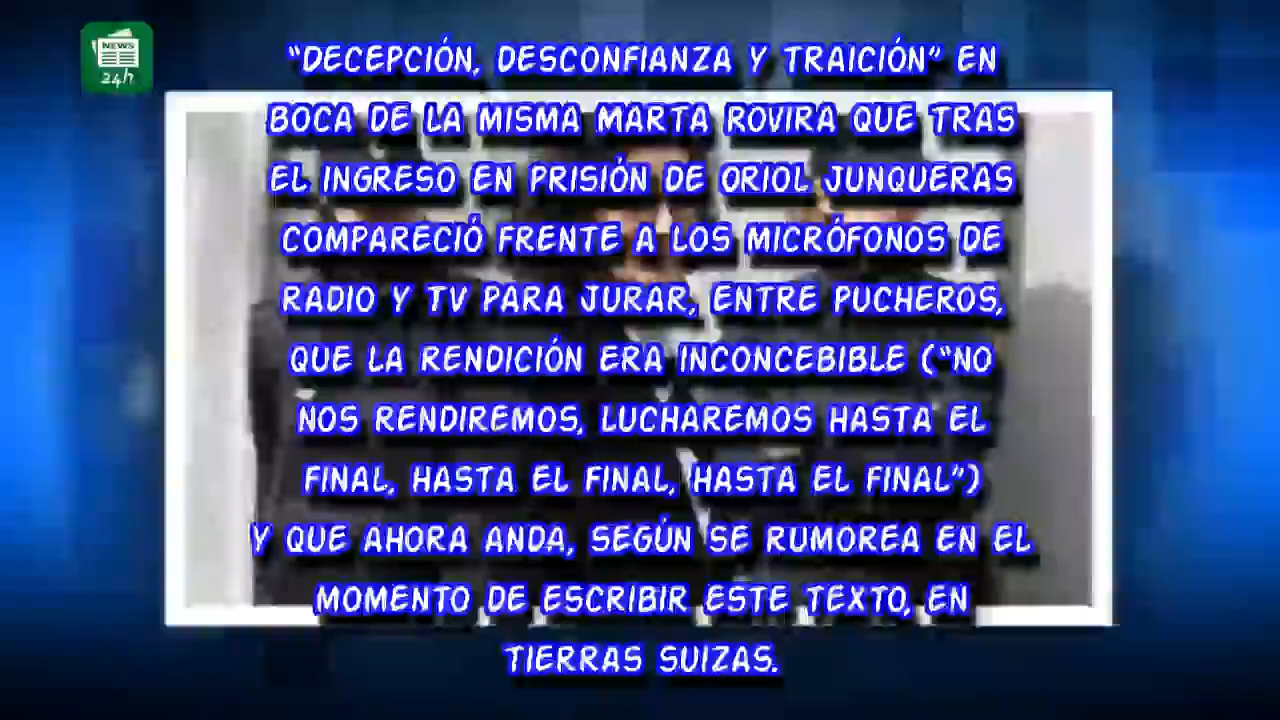 NEWS
24h
“DECEPCIÓN, DESCONFIANZA Y TRAICIÓN” EN
BOCA DE LA MISMA MARTA ROVIRA QUE TRAS
EL INGRESO EN PRISIÓN DE ORIOL JUNQUERAS
COMPARECIÓ FRENTE A LOS MICRÓFONOS DE
RADIO Y TV PARA JURAR, ENTRE PUCHEROS,
QUE LA RENDICIÓN ERA INCONCEBIBLE (“NO
NOS RENDIREMOS, LUCHAREMOS HASTA EL
FINAL, HASTA EL FINAL, HASTA EL FINAL”)
Y QUE AHORA ANDA, SEGÚN SE RUMOREA EN EL
MOMENTO DE ESCRIBIR ESTE TEXTO, EN
TIERRAS SUIZAS.